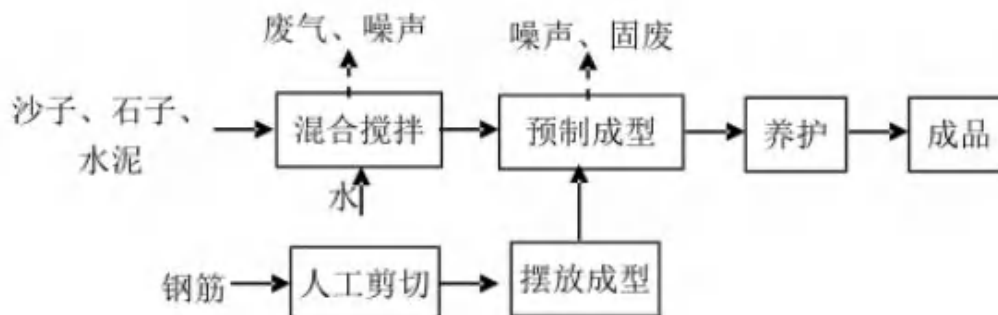 废气、噪声
噪声、固废
沙子、石子、
水泥
混合搅拌
预制成型
养护
成品
水
钢筋
人工剪切
摆放成型